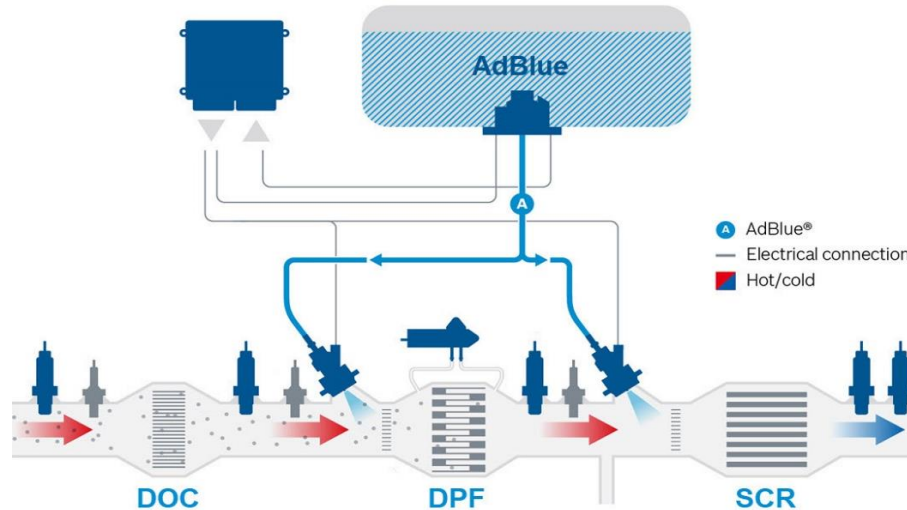 AdBlue
A
A AdBlue®
Electrical connection
Hot/cold
DOC
DPF
SCR